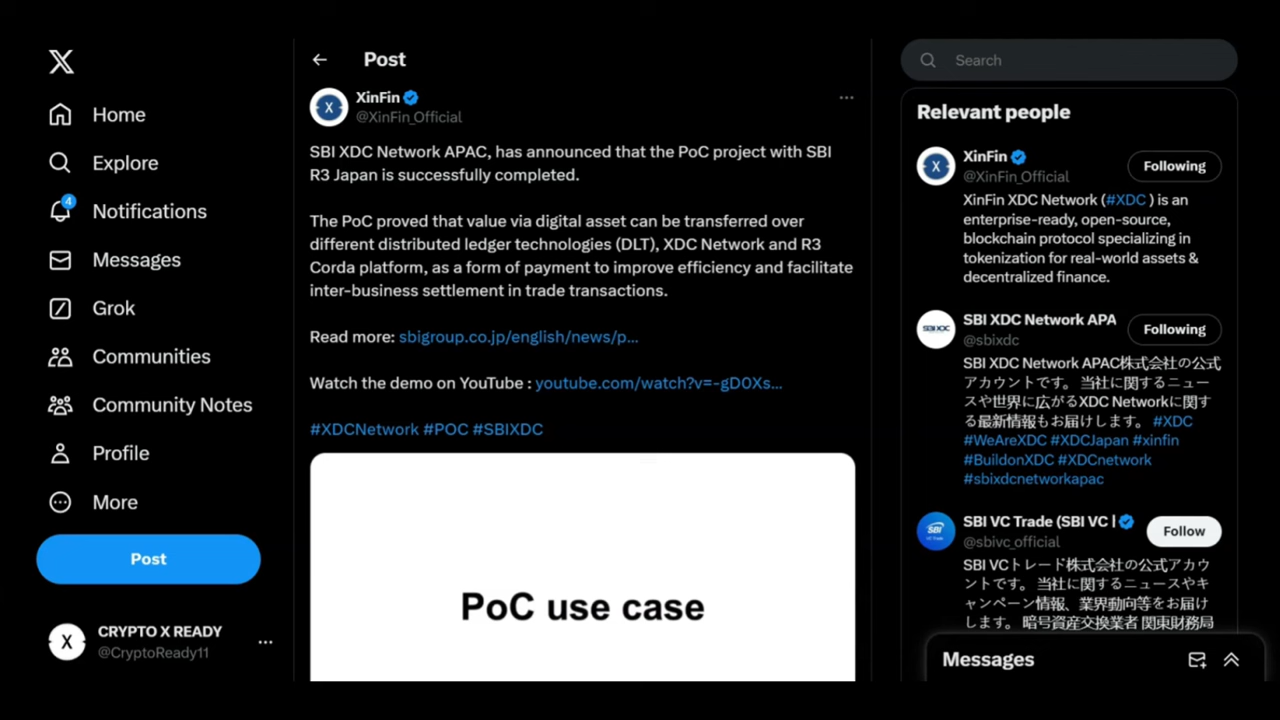 Home
Explore
4
Notifications
Messages
Grok
Communities
Community Notes
Profile
More
Post
CRYPTO X READY
@CryptoReady11
Post
XinFin
@XinFin_Official
SBI XDC Network APAC, has announced that the PoC project with SBI
R3 Japan is successfully completed.
The PoC proved that value via digital asset can be transferred over
different distributed ledger technologies (DLT), XDC Network and R3
Corda platform, as a form of payment to improve efficiency and facilitate
inter-business settlement in trade transactions.
Read more: sbigroup.co.jp/english/news/p...
Watch the demo on YouTube : youtube.com/watch?v=-gD0Xs...
#XDCNetwork #POC #SBIXDC
PoC use case
Search
Relevant people
XinFin
@XinFin_Official
Following
XinFin XDC Network (#XDC ) is an
enterprise-ready, open-source,
blockchain protocol specializing in
tokenization for real-world assets &
decentralized finance.
SBI XDC Network APA
@sbixdc
Following
SBI XDC Network APAC株式会社の公式
アカウントです。 当社に関するニュー
スや世界に広がるXDC Networkに関す
る最新情報もお届けします。 #XDC
#WeAreXDC #XDCJapan #xinfin
#BuildonXDC #XDCnetwork
#sbixdcnetworkapac
SBI VC Trade (SBI VC
@sbivc_official
Follow
SBI VCトレード株式会社の公式アカウ
ントです。 当社に関するニュースやキ
ャンペーン情報、業界動向等をお届け
します。 暗号資産交換業者 関東財務局
Messages